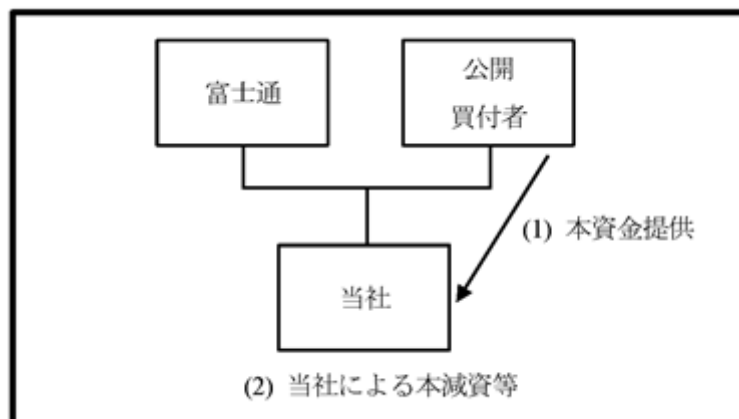 富士通
公開
買付者
(1) 本資金提供
当社
(2) 当社による本減資等